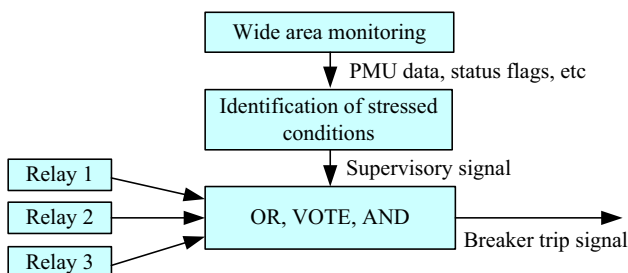 Wide area monitoring
PMU data, status flags, etc
Identification of stressed
conditions
Supervisory signal
Relay 1
Relay 2
Relay 3
OR, VOTE, AND
Breaker trip signal